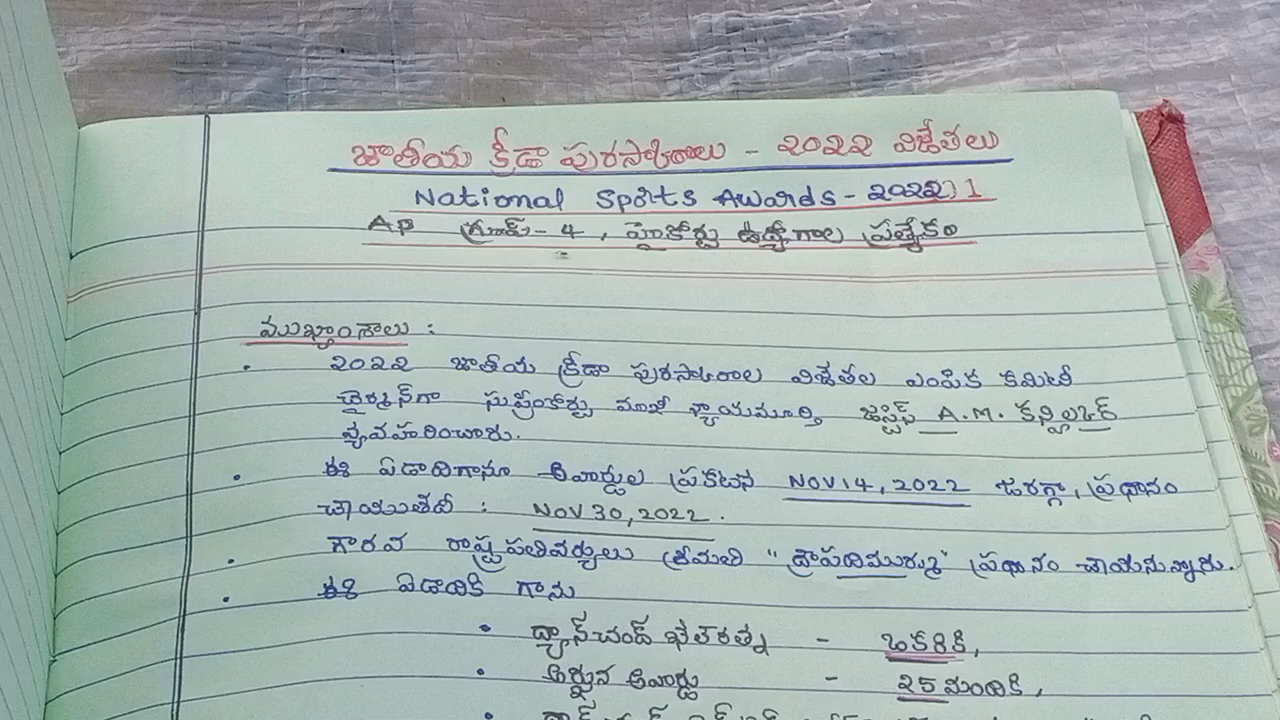 జాతీయ క్రీడా పురస్కారాలు - 2022 విజేతలు
National Sports Awards - 2022
AP గ్రూప్ - 4, హైకోర్టు ఉద్యోగాల ప్రత్యేకం
ముఖ్యాంశాలు :
• 2022 జాతీయ క్రీడా పురస్కారాల విజేతల ఎంపిక కమిటీ
ఛైర్మన్‌గా సుప్రీంకోర్టు మాజీ న్యాయమూర్తి జస్టిస్ A.M. కన్విల్కర్
వ్యవహరించారు.
• ఈ ఏడాదిగానూ అవార్డుల ప్రకటన NOV 14, 2022 జరగ్గా, ప్రధానం
చాయుతేదీ : NOV 30, 2022.
• గౌరవ రాష్ట్రపతివర్యులు శ్రీమతి "ద్రౌపదిముర్ము" ప్రధానం చాయనున్నారు.
• ఈ ఏడాదికి గాను
• ద్యాన్‌చంద్ ఖేల్‌రత్న - ఒకరికి,
• అర్జున అవార్డు - 25 మందికి,